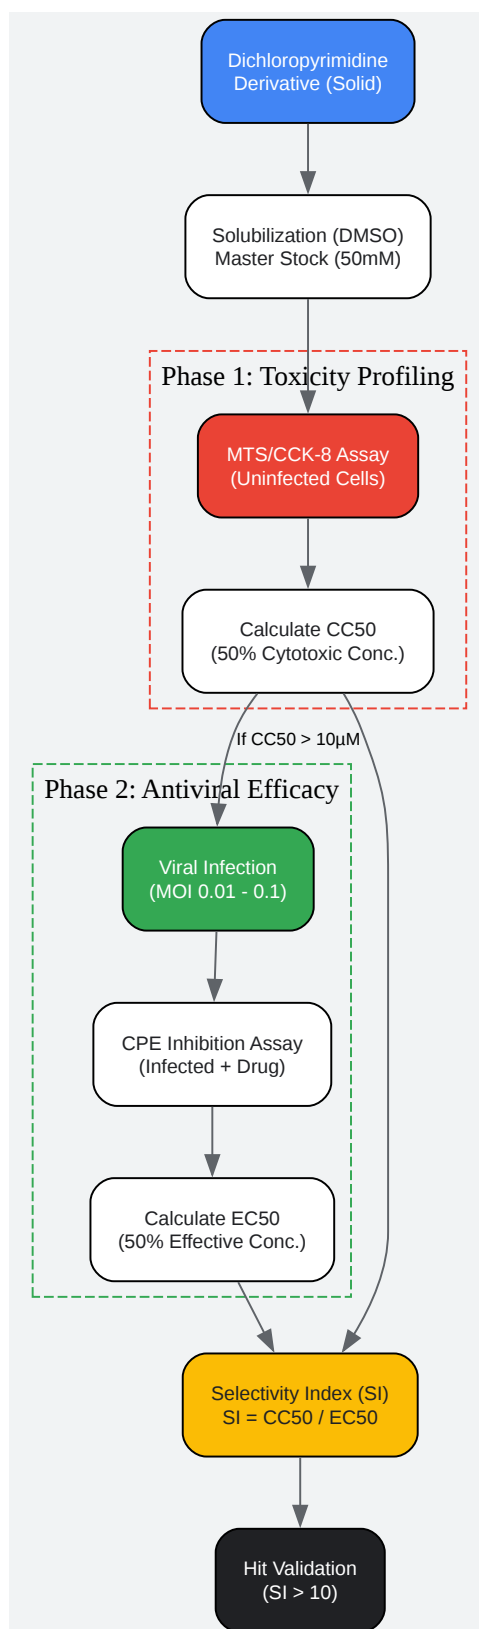 Dichloropyrimidine
Derivative (Solid)
Solubilization (DMSO)
Master Stock (50mM)
Phase 1: Toxicity Profiling
MTS/CCK-8 Assay
(Uninfected Cells)
Calculate CC50
(50% Cytotoxic Conc.)
If CC50 > 10µM
Phase 2: Antiviral Efficacy
Viral Infection
(MOI 0.01 - 0.1)
CPE Inhibition Assay
(Infected + Drug)
Calculate EC50
(50% Effective Conc.)
Selectivity Index (SI)
SI = CC50 / EC50
Hit Validation
(SI > 10)